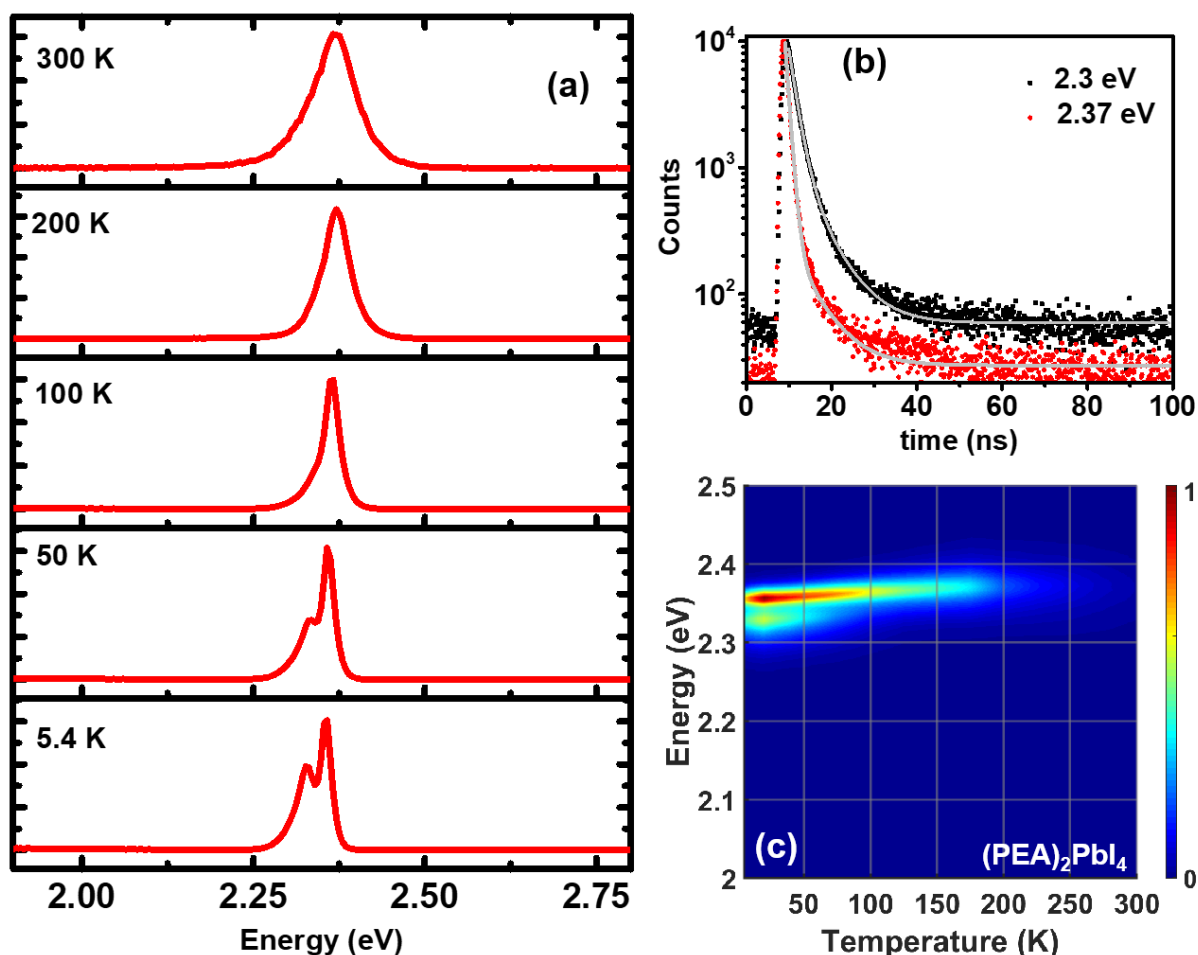 300 K
(a)
200 K
100 K
50 K
5.4 K
2.00 2.25 2.50 2.75
Energy (eV)
(b)
2.3 eV
2.37 eV
10⁴
10³
10²
Counts
0 20 40 60 80 100
time (ns)
2.5
2.4
2.3
2.2
2.1
2
Energy (eV)
(c)
(PEA)₂PbI₄
50 100 150 200 250 300
Temperature (K)
1
0